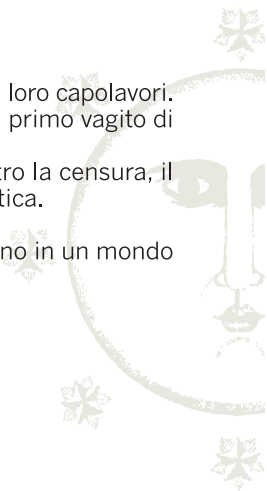 loro capolavori.
primo vagito di
tro la censura, il
tica.
no in un mondo